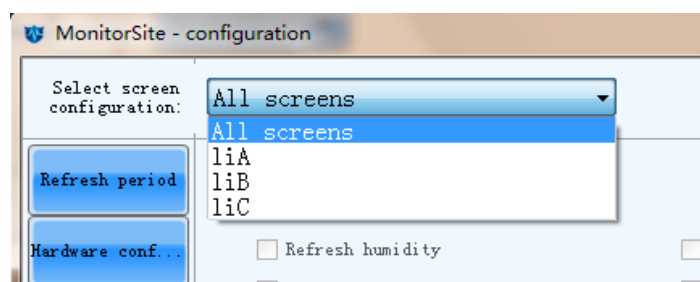 MonitorSite - configuration
Select screen
configuration:
All screens
All screens
liA
liB
liC
Refresh period
Hardware conf...
Refresh humidity